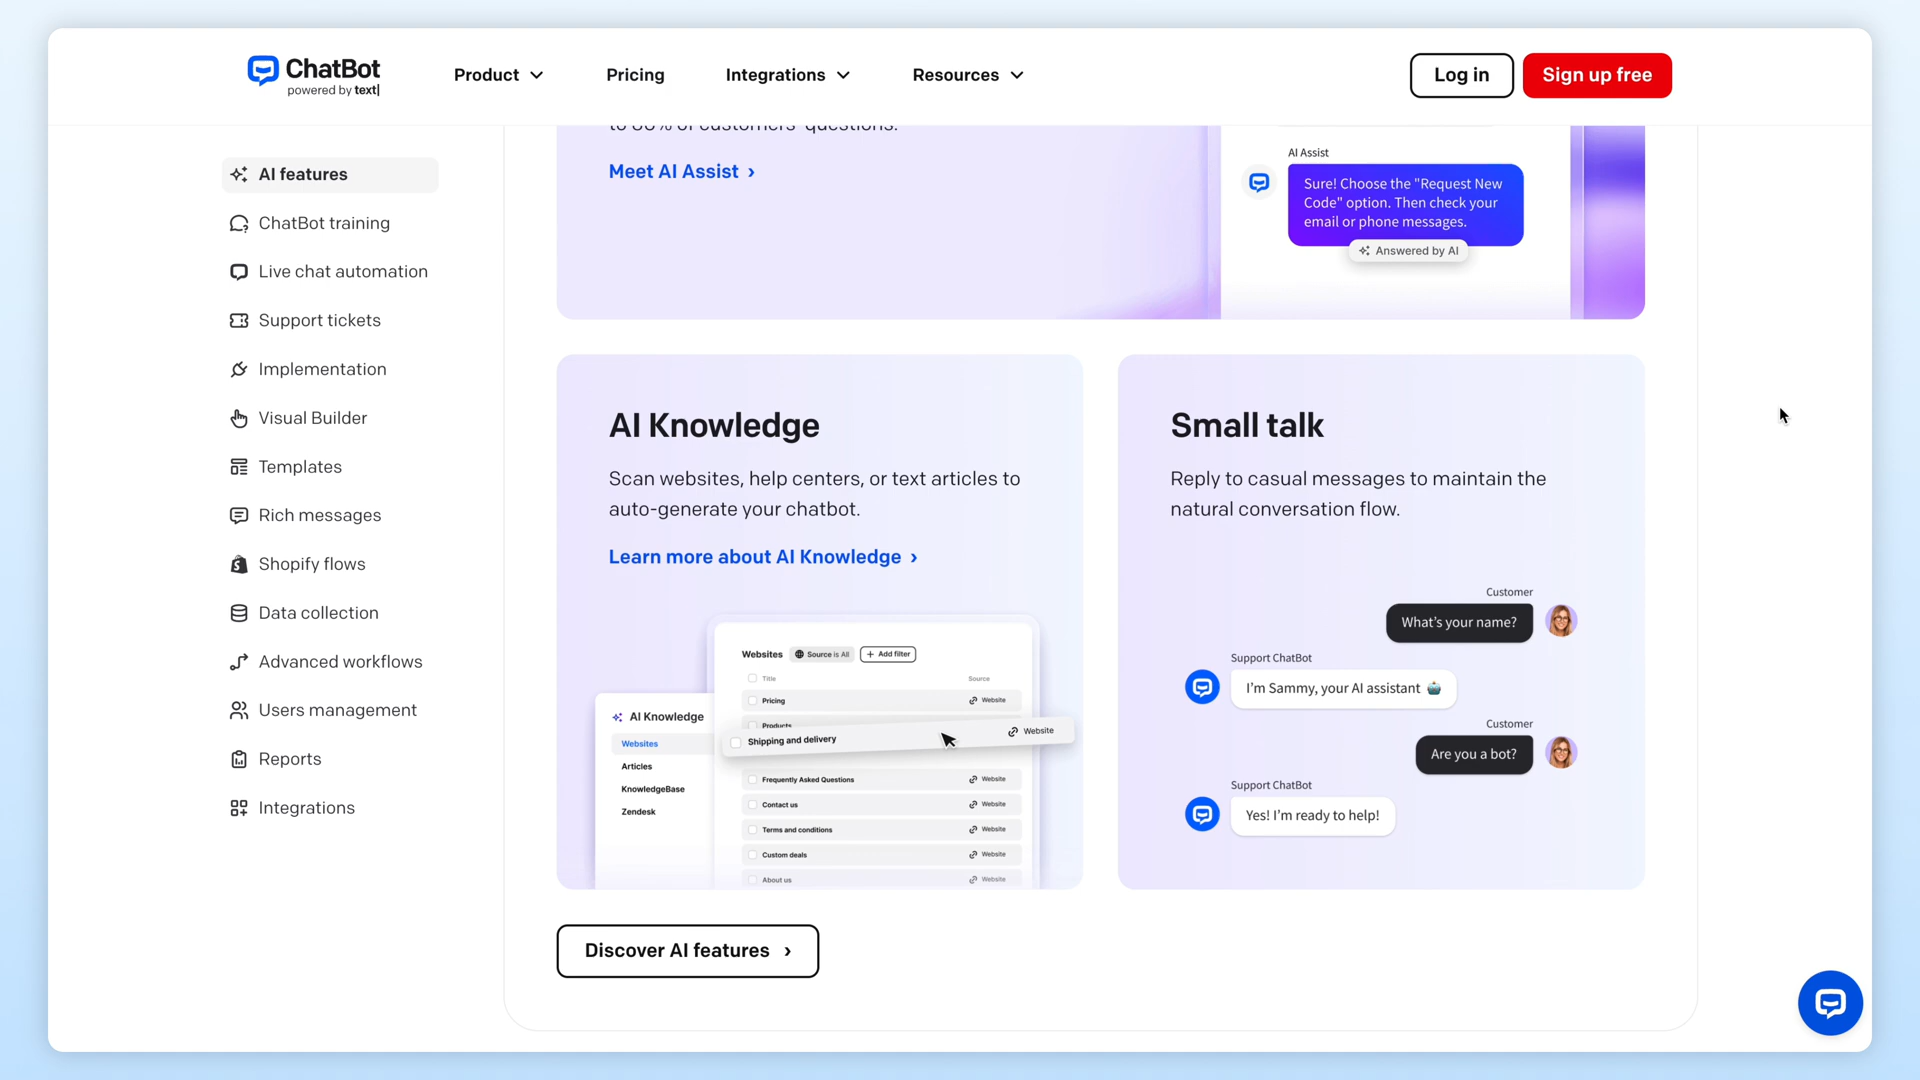 ChatBot
powered by text|
Product
Pricing
Integrations
Resources
Log in
Sign up free
AI features
ChatBot training
Live chat automation
Support tickets
Implementation
Visual Builder
Templates
Rich messages
Shopify flows
Data collection
Advanced workflows
Users management
Reports
Integrations
to 80% of customers' questions.
Meet AI Assist ›
AI Assist
Sure! Choose the "Request New
Code" option. Then check your
email or phone messages.
Answered by AI
AI Knowledge
Scan websites, help centers, or text articles to
auto-generate your chatbot.
Learn more about AI Knowledge ›
AI Knowledge
Websites
Articles
KnowledgeBase
Zendesk
Websites
Source is All
+ Add filter
Title
Source
Pricing
Website
Products
Shipping and delivery
Website
Frequently Asked Questions
Website
Contact us
Website
Terms and conditions
Website
Custom deals
Website
About us
Website
Small talk
Reply to casual messages to maintain the
natural conversation flow.
Customer
What's your name?
Support ChatBot
I'm Sammy, your AI assistant
Customer
Are you a bot?
Support ChatBot
Yes! I'm ready to help!
Discover AI features ›